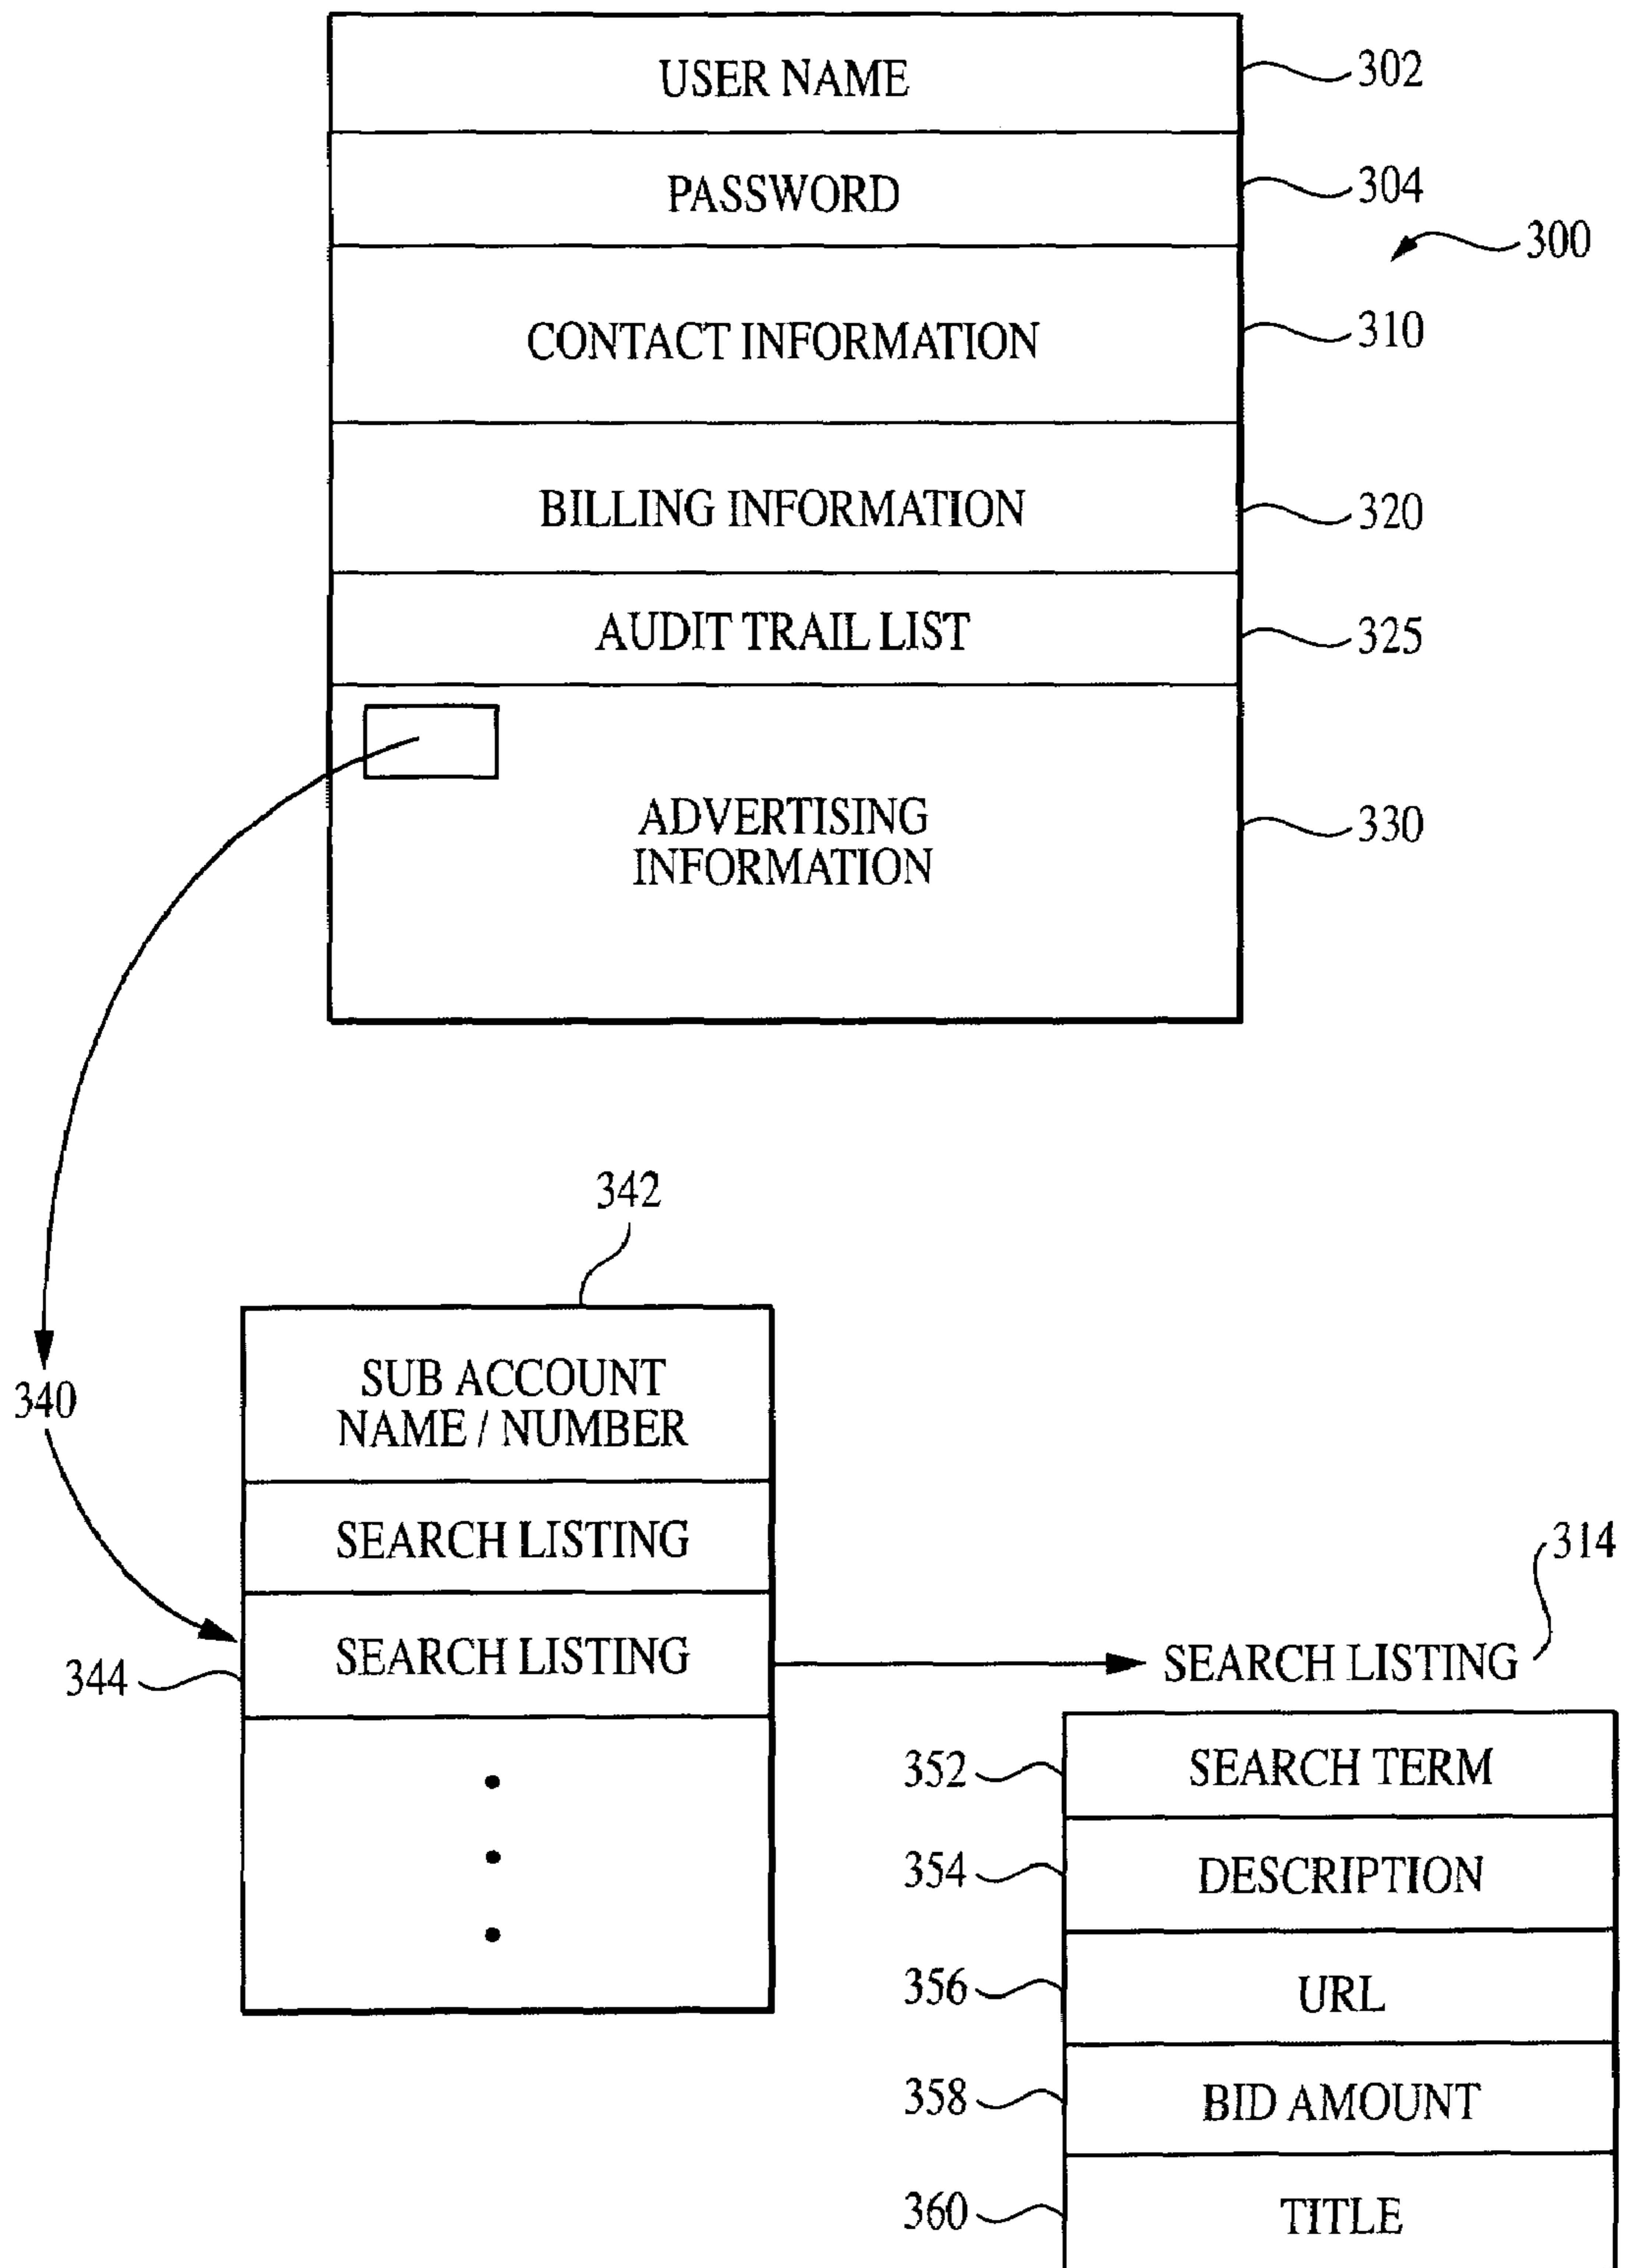 USER NAME
302
PASSWORD
304
300
CONTACT INFORMATION
310
BILLING INFORMATION
320
AUDIT TRAIL LIST
325
ADVERTISING
INFORMATION
330
342
SUB ACCOUNT
NAME / NUMBER
340
SEARCH LISTING
SEARCH LISTING
344
314
SEARCH LISTING
352
SEARCH TERM
354
DESCRIPTION
356
URL
358
BID AMOUNT
360
TITLE